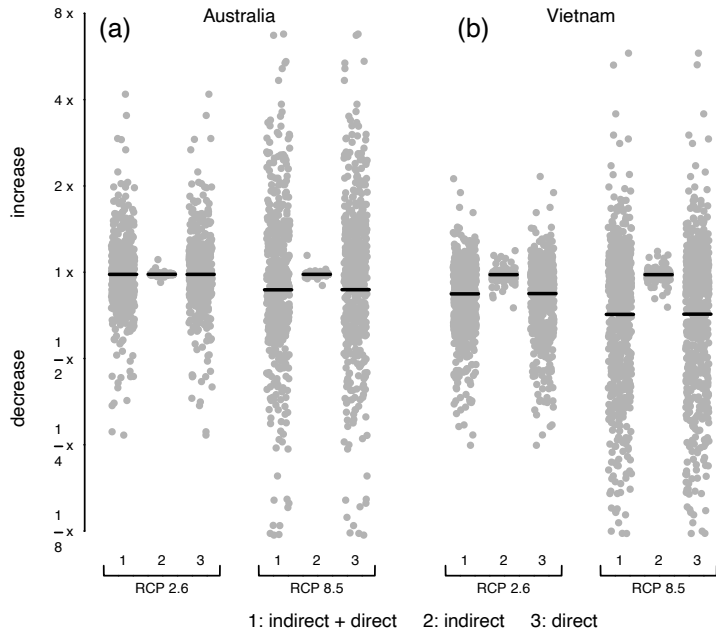 Australia
Vietnam
(a)
(b)
8 x
4 x
2 x
1 x
1
– x
2
1
– x
4
1
– x
8
increase
decrease
1 2 3 1 2 3 1 2 3 1 2 3
RCP 2.6 RCP 8.5 RCP 2.6 RCP 8.5
1: indirect + direct 2: indirect 3: direct